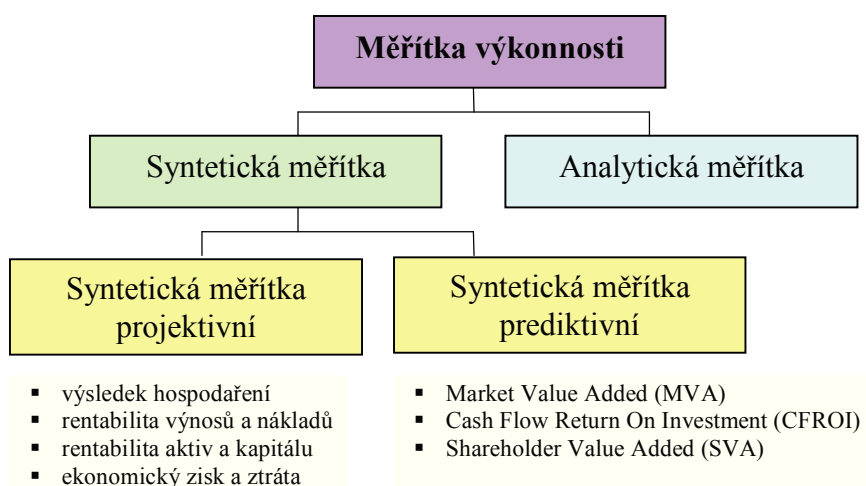 Měřítka výkonnosti
Syntetická měřítka
Analytická měřítka
Syntetická měřítka
projektivní
Syntetická měřítka
prediktivní
▪ výsledek hospodaření
▪ rentabilita výnosů a nákladů
▪ rentabilita aktiv a kapitálu
▪ ekonomický zisk a ztráta
▪ Market Value Added (MVA)
▪ Cash Flow Return On Investment (CFROI)
▪ Shareholder Value Added (SVA)